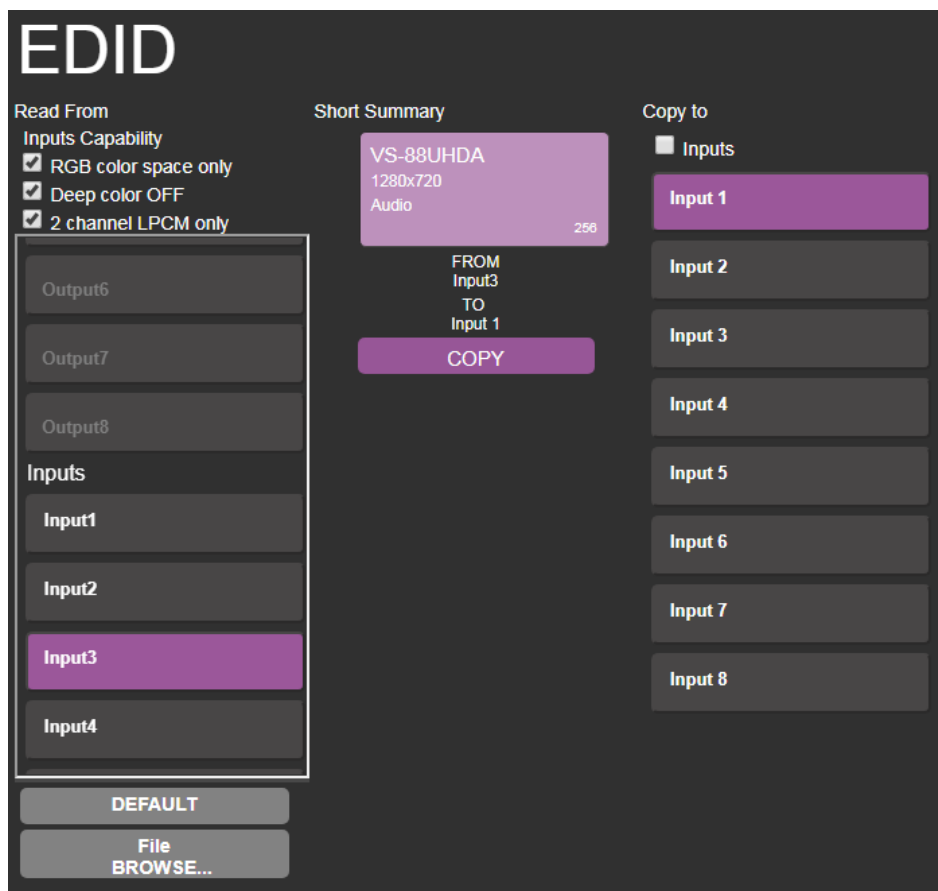 EDID
Read From
Inputs Capability
RGB color space only
Deep color OFF
2 channel LPCM only
Output6
Output7
Output8
Inputs
Input1
Input2
Input3
Input4
DEFAULT
File
BROWSE...
Short Summary
VS-88UHDA
1280x720
Audio
256
FROM
Input3
TO
Input 1
COPY
Copy to
Inputs
Input 1
Input 2
Input 3
Input 4
Input 5
Input 6
Input 7
Input 8